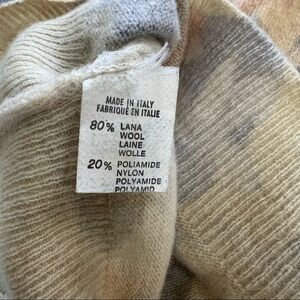 MADE IN ITALY
FABRIQUÉ EN ITALIE
80% LANA
WOOL
LAINE
WOLLE
20% POLIAMIDE
NYLON
POLYAMIDE
POLYAMID